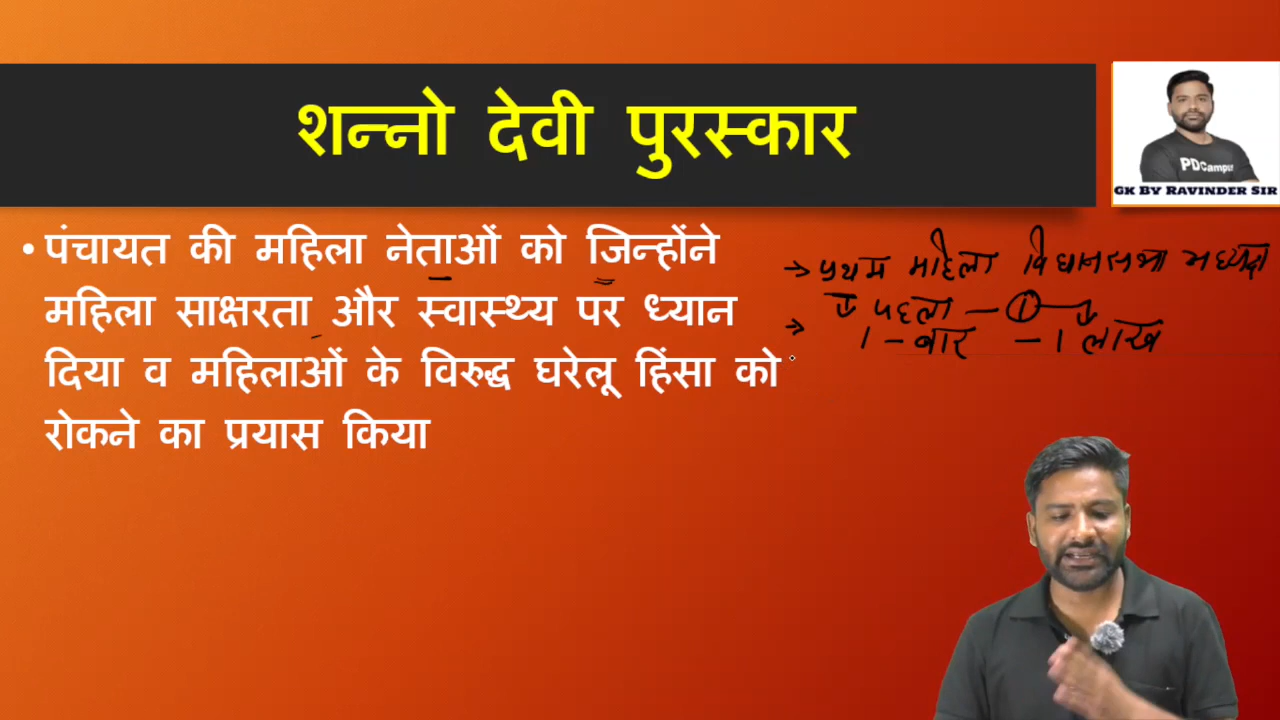 शन्नो देवी पुरस्कार
PDCampus
GK By Ravinder Sir
• पंचायत की महिला नेताओं को जिन्होंने
महिला साक्षरता और स्वास्थ्य पर ध्यान
दिया व महिलाओं के विरुद्ध घरेलू हिंसा को
रोकने का प्रयास किया
→ प्रथम महिला विधानसभा अध्यक्ष
पहला – 1
→ 1 – बार – 1 लाख